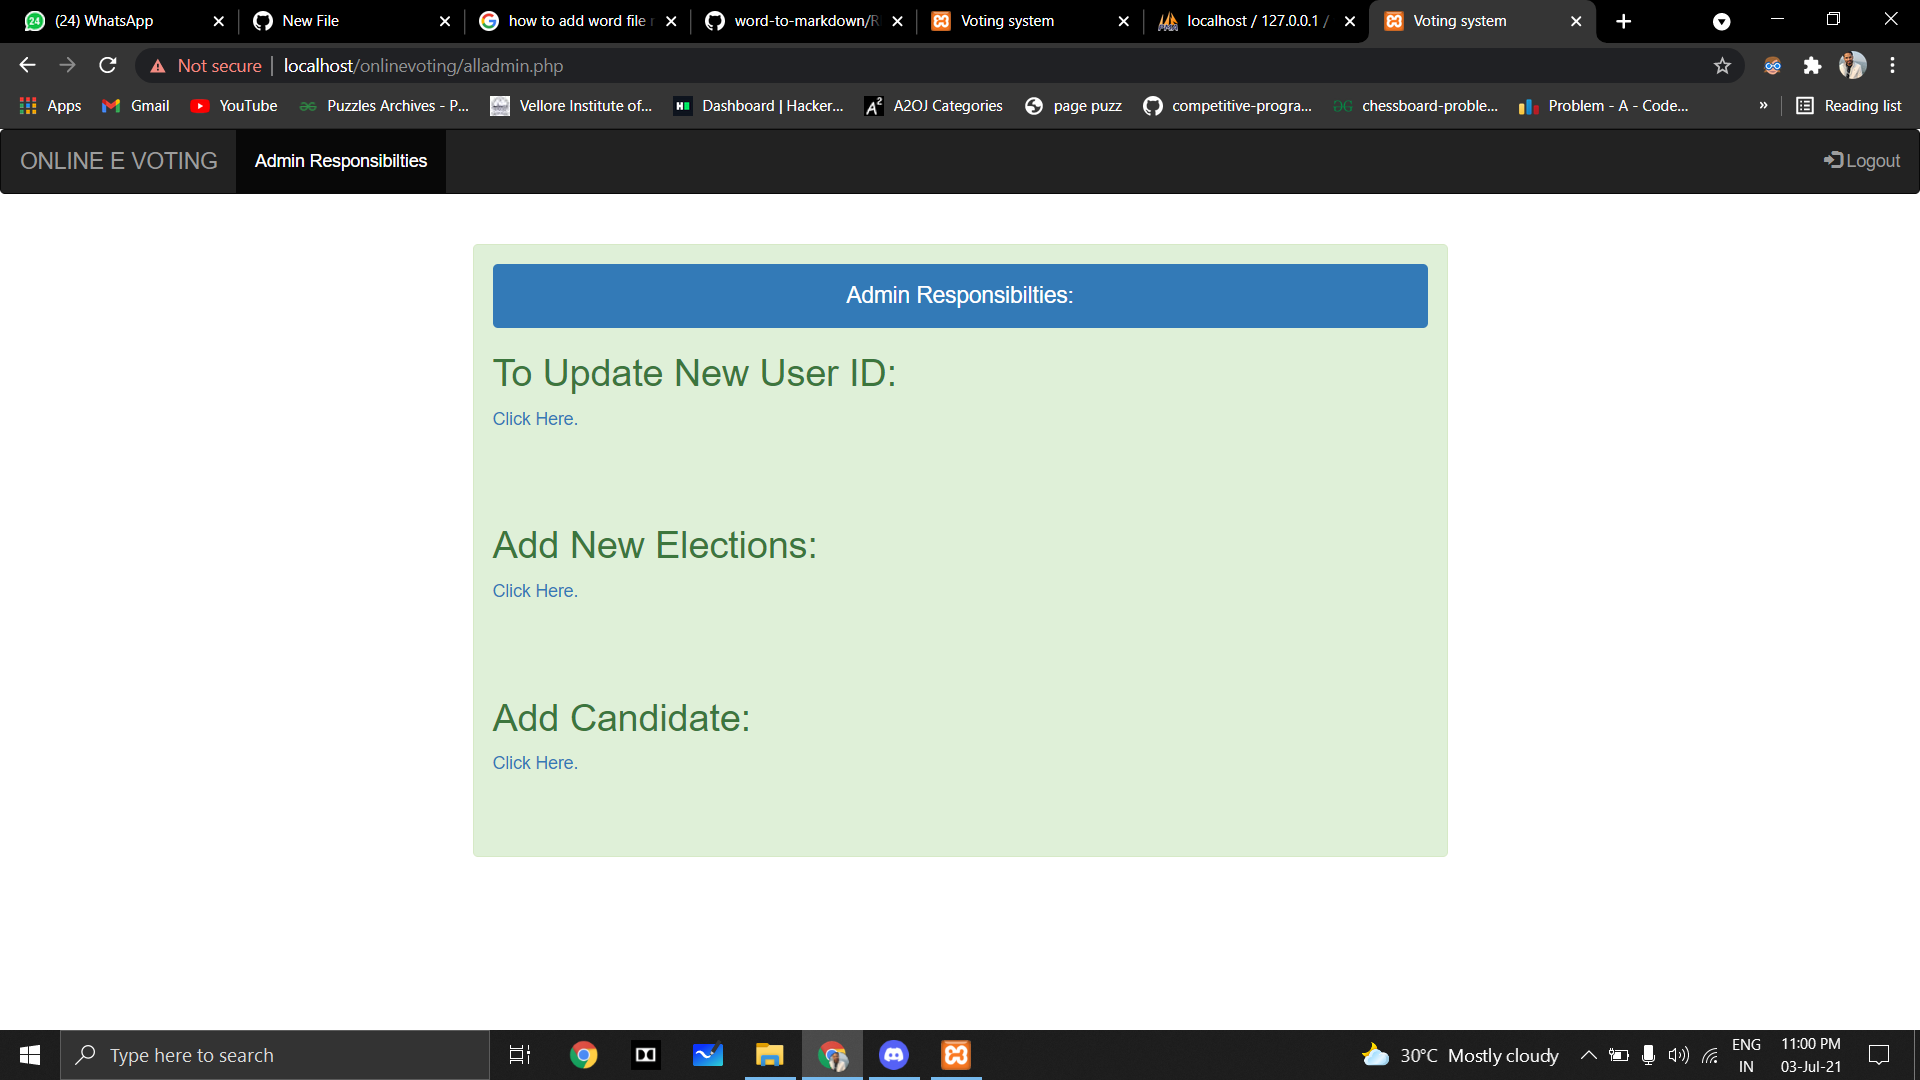 (24) WhatsApp
New File
how to add word file
word-to-markdown/R
Voting system
localhost / 127.0.0.1 /
Voting system
Not secure | localhost/onlinevoting/alladmin.php
Apps
Gmail
YouTube
Puzzles Archives - P...
Vellore Institute of...
Dashboard | Hacker...
A2OJ Categories
page puzz
competitive-progra...
chessboard-proble...
Problem - A - Code...
»
Reading list
ONLINE E VOTING
Admin Responsibilties
Logout
Admin Responsibilties:
To Update New User ID:
Click Here.
Add New Elections:
Click Here.
Add Candidate:
Click Here.
Type here to search
30°C Mostly cloudy
ENG
IN
11:00 PM
03-Jul-21